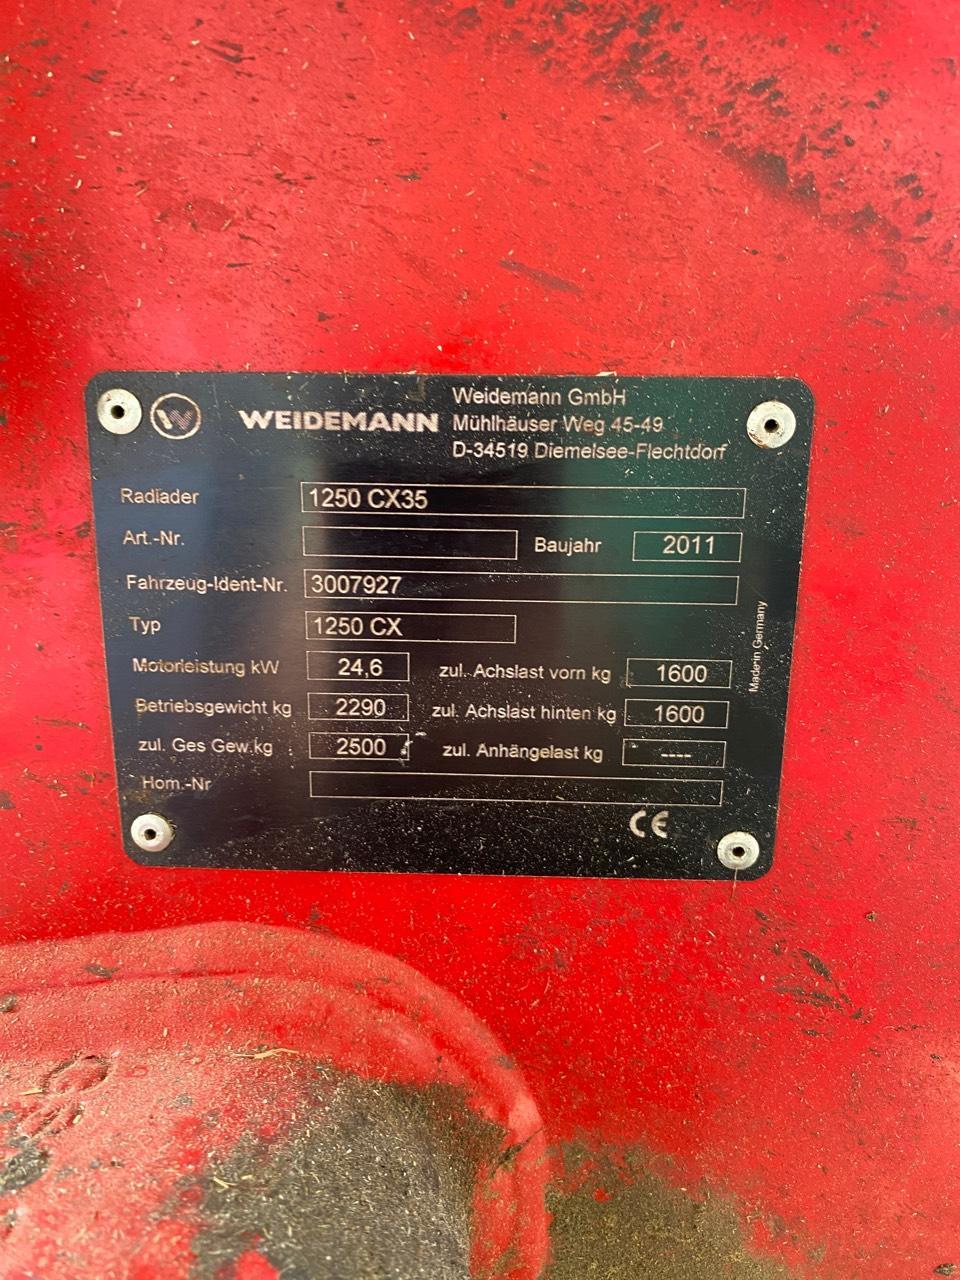 W WEIDEMANN
Weidemann GmbH
Mühlhäuser Weg 45-49
D-34519 Diemelsee-Flechtdorf
Radlader 1250 CX35
Art.-Nr. Baujahr 2011
Fahrzeug-Ident-Nr. 3007927
Typ 1250 CX
Motorleistung kW 24,6 zul. Achslast vorn kg 1600
Betriebsgewicht kg 2290 zul. Achslast hinten kg 1600
zul. Ges Gew.kg 2500 zul. Anhängelast kg ----
Hom.-Nr
CE
Made in Germany